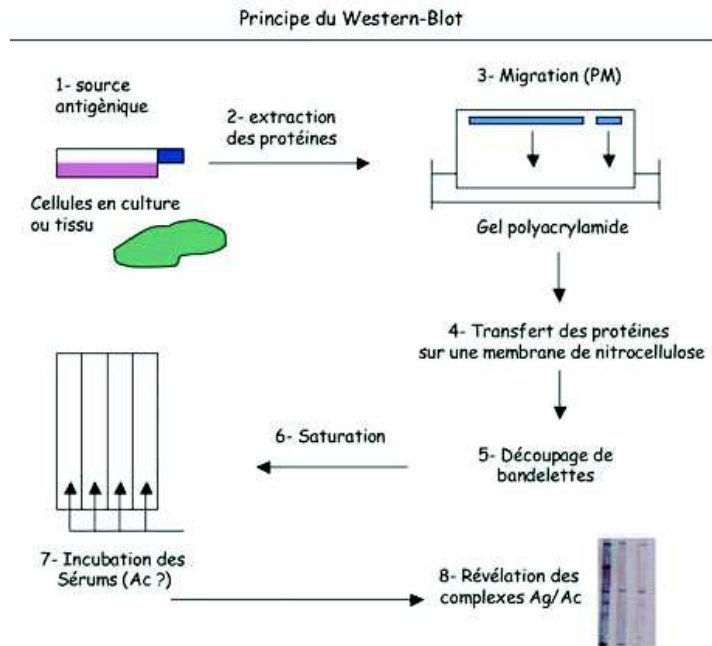 Principe du Western-Blot
1- source
antigènique
2- extraction
des protéines
3- Migration (PM)
Cellules en culture
ou tissu
Gel polyacrylamide
4- Transfert des protéines
sur une membrane de nitrocellulose
5- Découpage de
bandelettes
6- Saturation
7- Incubation des
Sérums (Ac ?)
8- Révélation des
complexes Ag/Ac